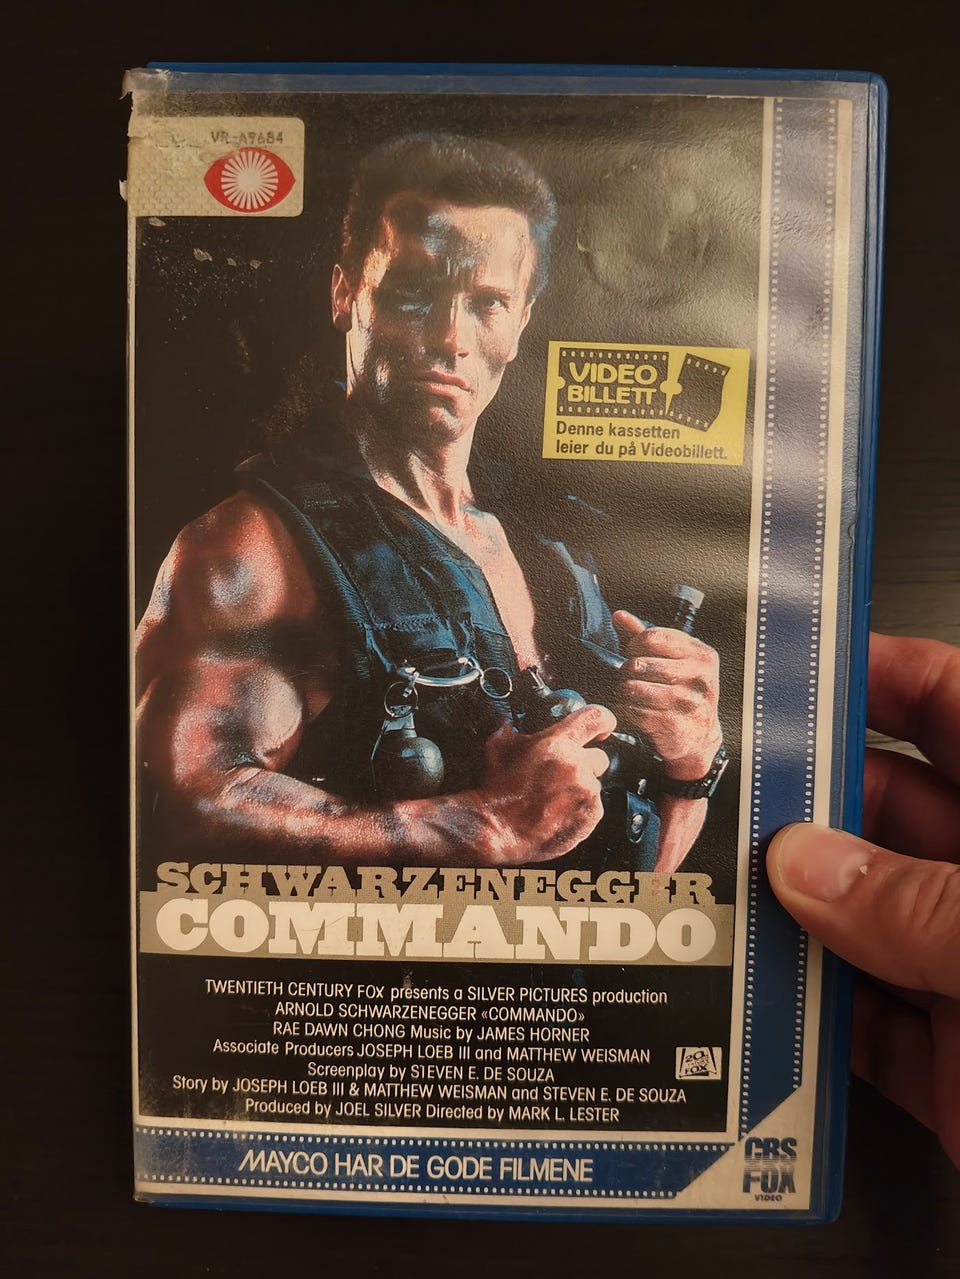 VR-A9684
VIDEO
BILLETT
Denne kassetten
leier du på Videobillett.
SCHWARZENEGGER
COMMANDO
TWENTIETH CENTURY FOX presents a SILVER PICTURES production
ARNOLD SCHWARZENEGGER «COMMANDO»
RAE DAWN CHONG Music by JAMES HORNER
Associate Producers JOSEPH LOEB III and MATTHEW WEISMAN
Screenplay by S1EVEN E. DE SOUZA
Story by JOSEPH LOEB III & MATTHEW WEISMAN and STEVEN E. DE SOUZA
Produced by JOEL SILVER Directed by MARK L. LESTER
20th CENTURY FOX
MAYCO HAR DE GODE FILMENE
CBS
FOX
VIDEO